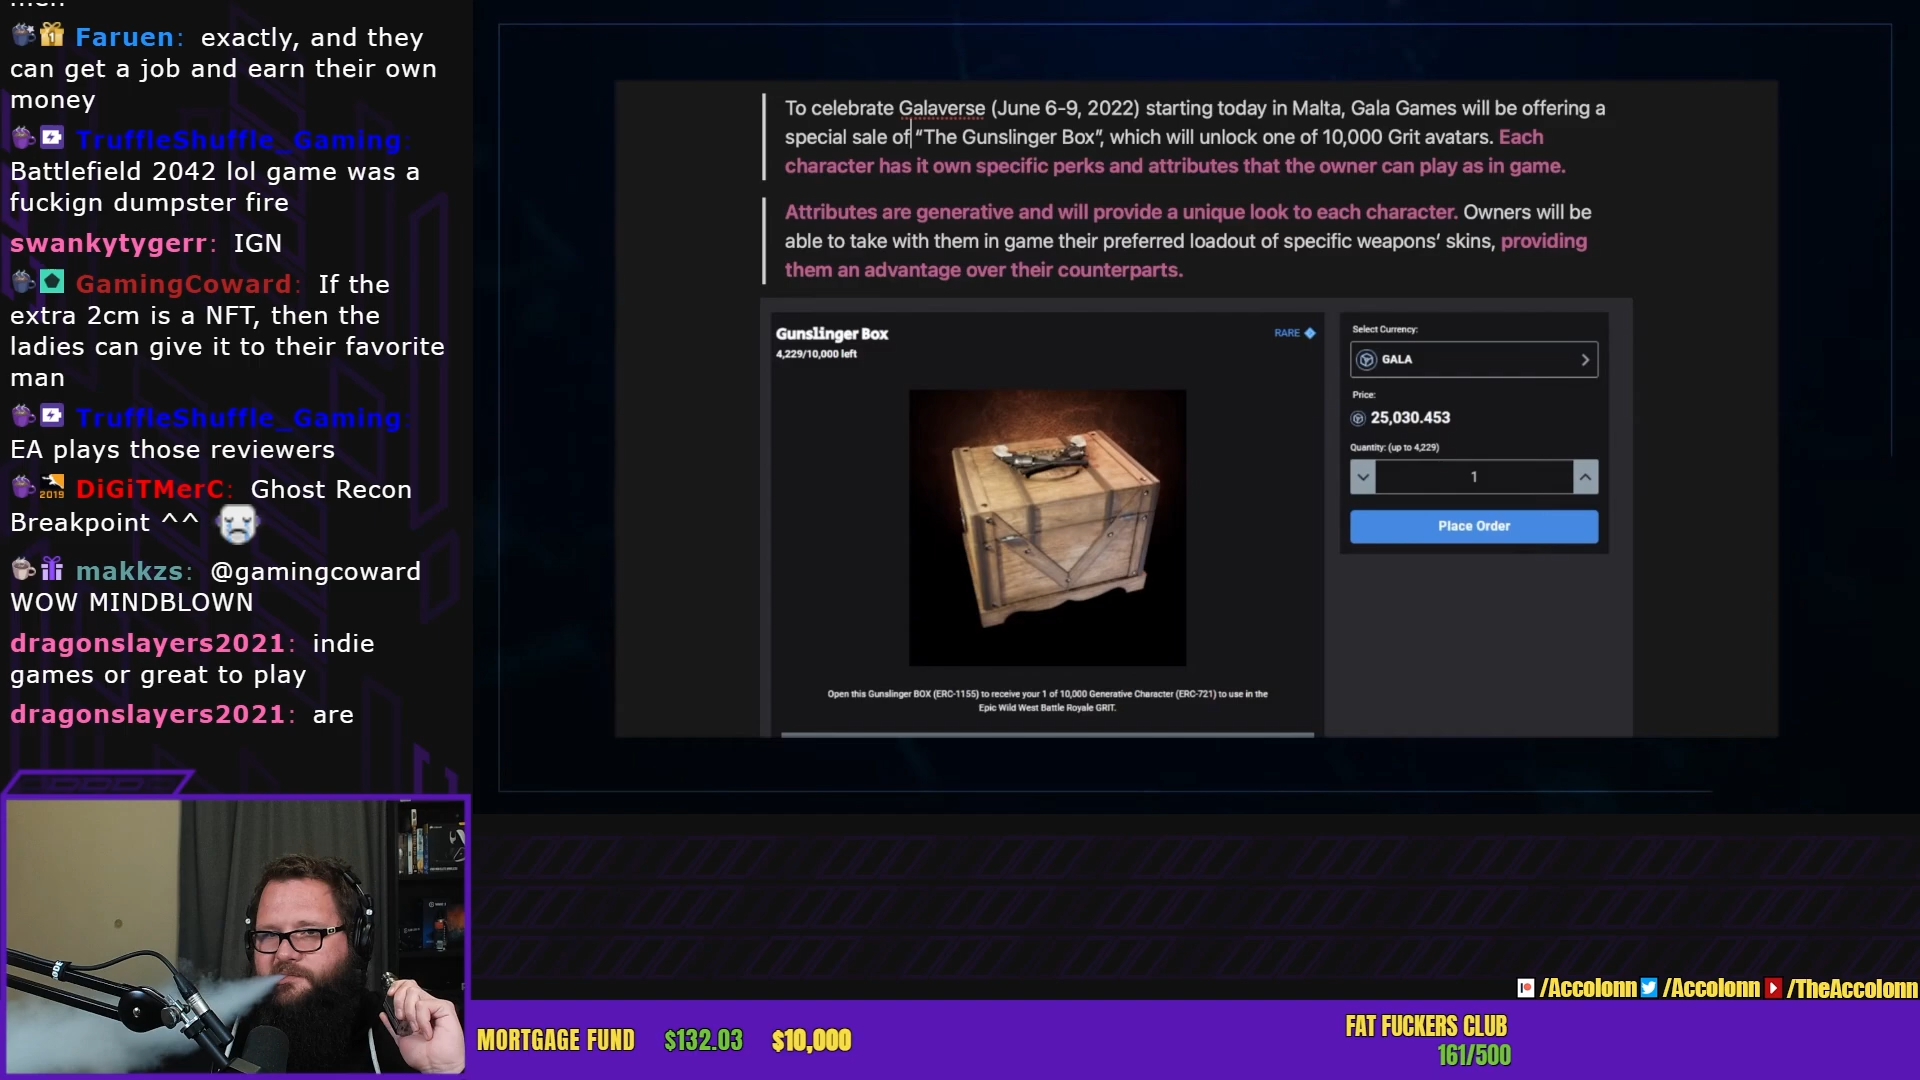 Faruen: exactly, and they
can get a job and earn their own
money
TruffleShuffle_Gaming:
Battlefield 2042 lol game was a
fuckign dumpster fire
swankytygerr: IGN
GamingCoward: If the
extra 2cm is a NFT, then the
ladies can give it to their favorite
man
TruffleShuffle_Gaming:
EA plays those reviewers
2019 DiGiTMerC: Ghost Recon
Breakpoint ^^
makkzs: @gamingcoward
WOW MINDBLOWN
dragonslayers2021: indie
games or great to play
dragonslayers2021: are
To celebrate Galaverse (June 6-9, 2022) starting today in Malta, Gala Games will be offering a
special sale of “The Gunslinger Box”, which will unlock one of 10,000 Grit avatars. Each
character has it own specific perks and attributes that the owner can play as in game.
Attributes are generative and will provide a unique look to each character. Owners will be
able to take with them in game their preferred loadout of specific weapons’ skins, providing
them an advantage over their counterparts.
Gunslinger Box
RARE
4,229/10,000 left
Open this Gunslinger BOX (ERC-1155) to receive your 1 of 10,000 Generative Character (ERC-721) to use in the
Epic Wild West Battle Royale GRIT.
Select Currency:
GALA
Price:
25,030.453
Quantity: (up to 4,229)
1
Place Order
/Accolonn /Accolonn /TheAccolonn
MORTGAGE FUND $132.03 $10,000
FAT FUCKERS CLUB
161/500